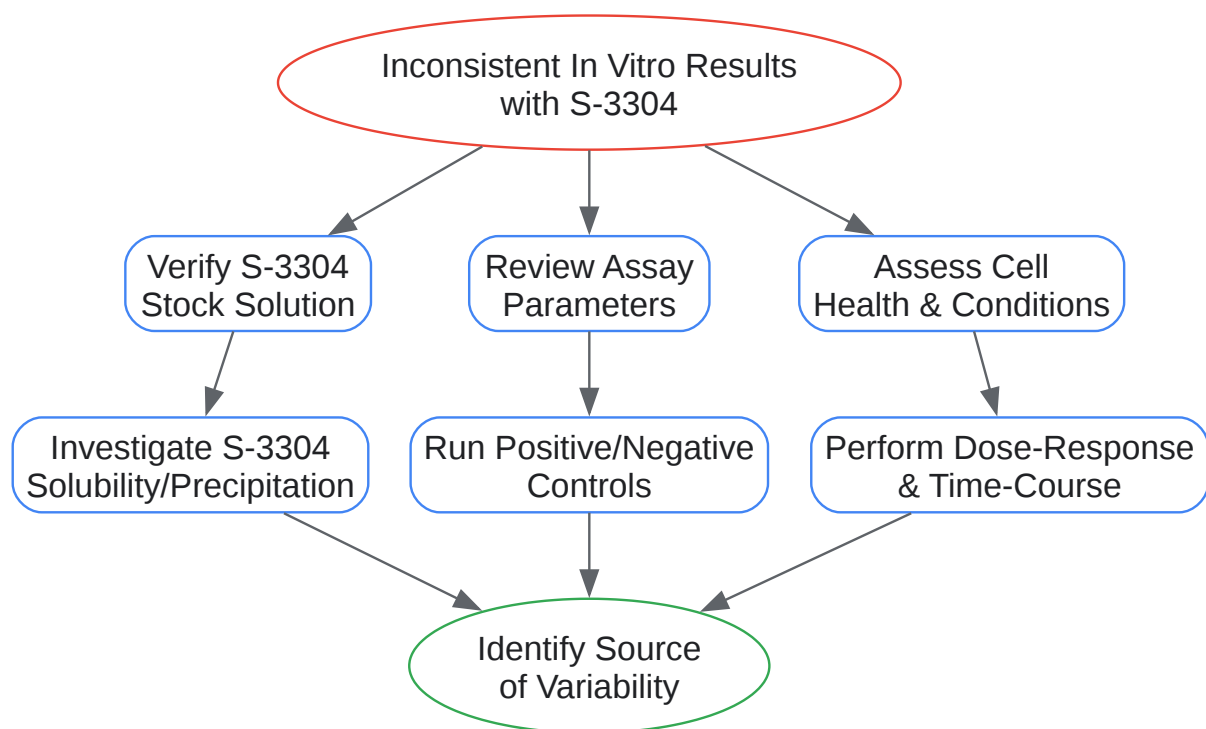 Inconsistent In Vitro Results
with S-3304
Verify S-3304
Stock Solution
Review Assay
Parameters
Assess Cell
Health & Conditions
Investigate S-3304
Solubility/Precipitation
Run Positive/Negative
Controls
Perform Dose-Response
& Time-Course
Identify Source
of Variability